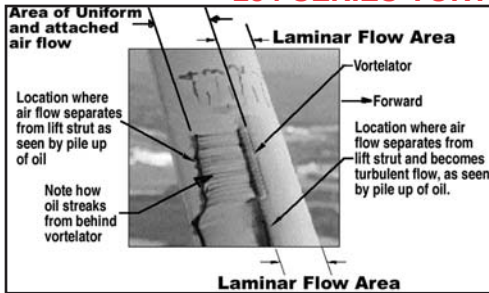 Area of Uniform
and attached
air flow
Laminar Flow Area
Vortelator
Forward
Location where
air flow separates
from lift strut as
seen by pile up
of oil
Location where air
flow separates from
lift strut and becomes
turbulent flow, as seen
by pile up of oil.
Note how
oil streaks
from behind
vortelator
Laminar Flow Area